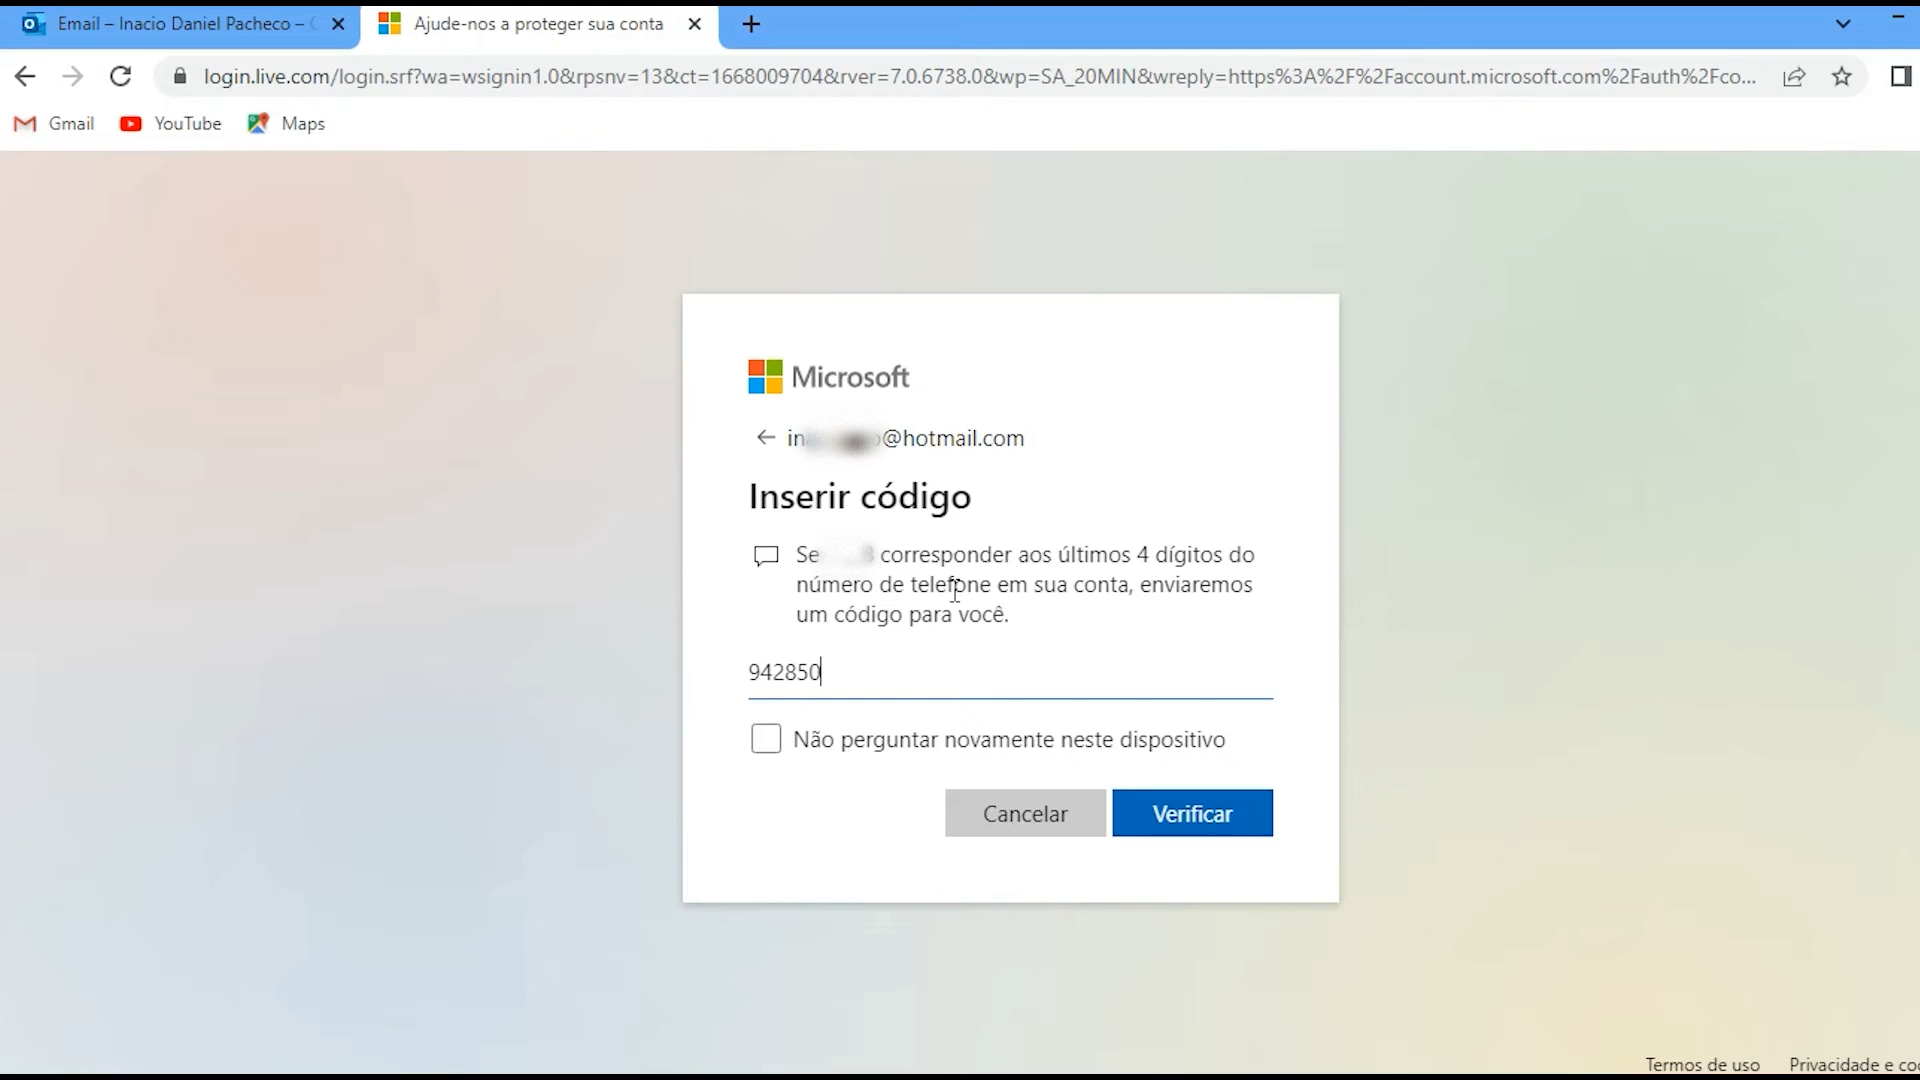 Email – Inacio Daniel Pacheco –
Ajude-nos a proteger sua conta
login.live.com/login.srf?wa=wsignin1.0&rpsnv=13&ct=1668009704&rver=7.0.6738.0&wp=SA_20MIN&wreply=https%3A%2F%2Faccount.microsoft.com%2Fauth%2Fco...
Gmail YouTube Maps
Microsoft
@hotmail.com
Inserir código
Se corresponder aos últimos 4 dígitos do
número de telefone em sua conta, enviaremos
um código para você.
942850
Não perguntar novamente neste dispositivo
Cancelar Verificar
Termos de uso Privacidade e